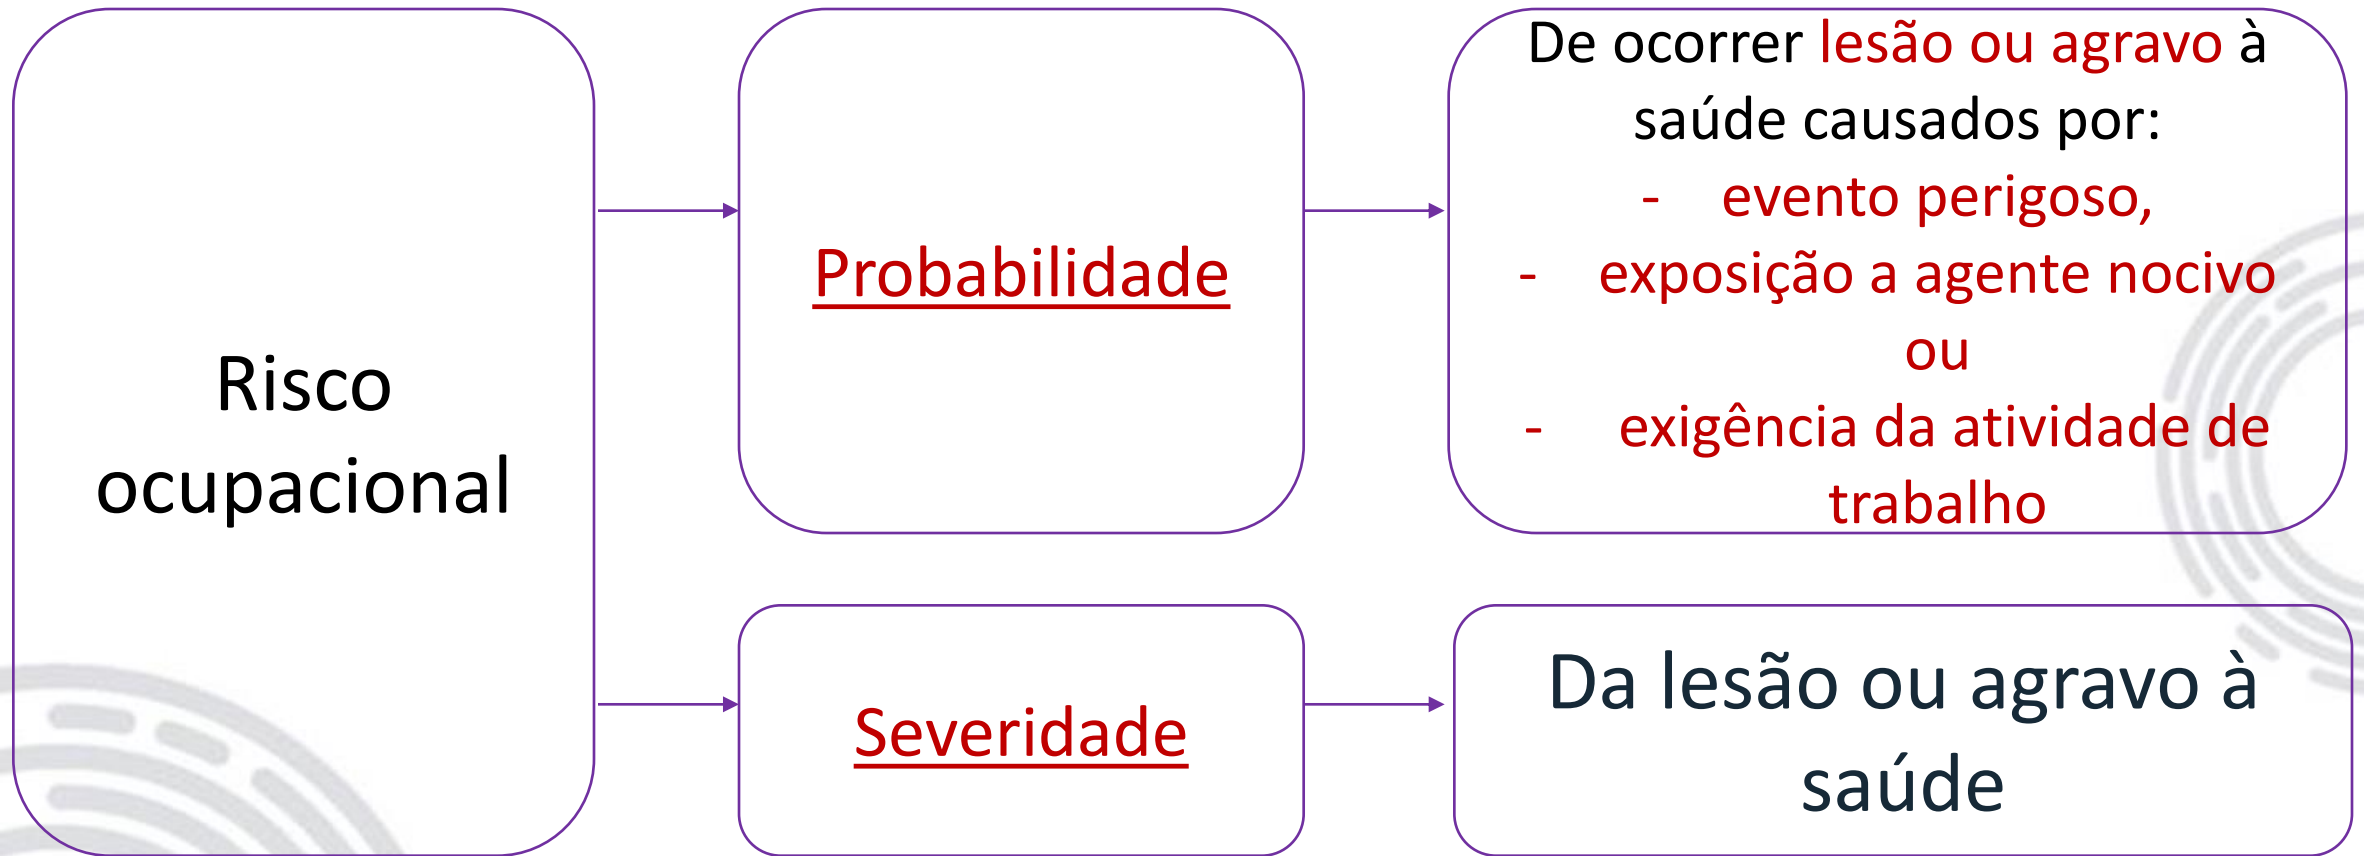 Risco
ocupacional
Probabilidade
De ocorrer lesão ou agravo à
saúde causados por:
- evento perigoso,
- exposição a agente nocivo
ou
- exigência da atividade de
trabalho
Severidade
Da lesão ou agravo à
saúde